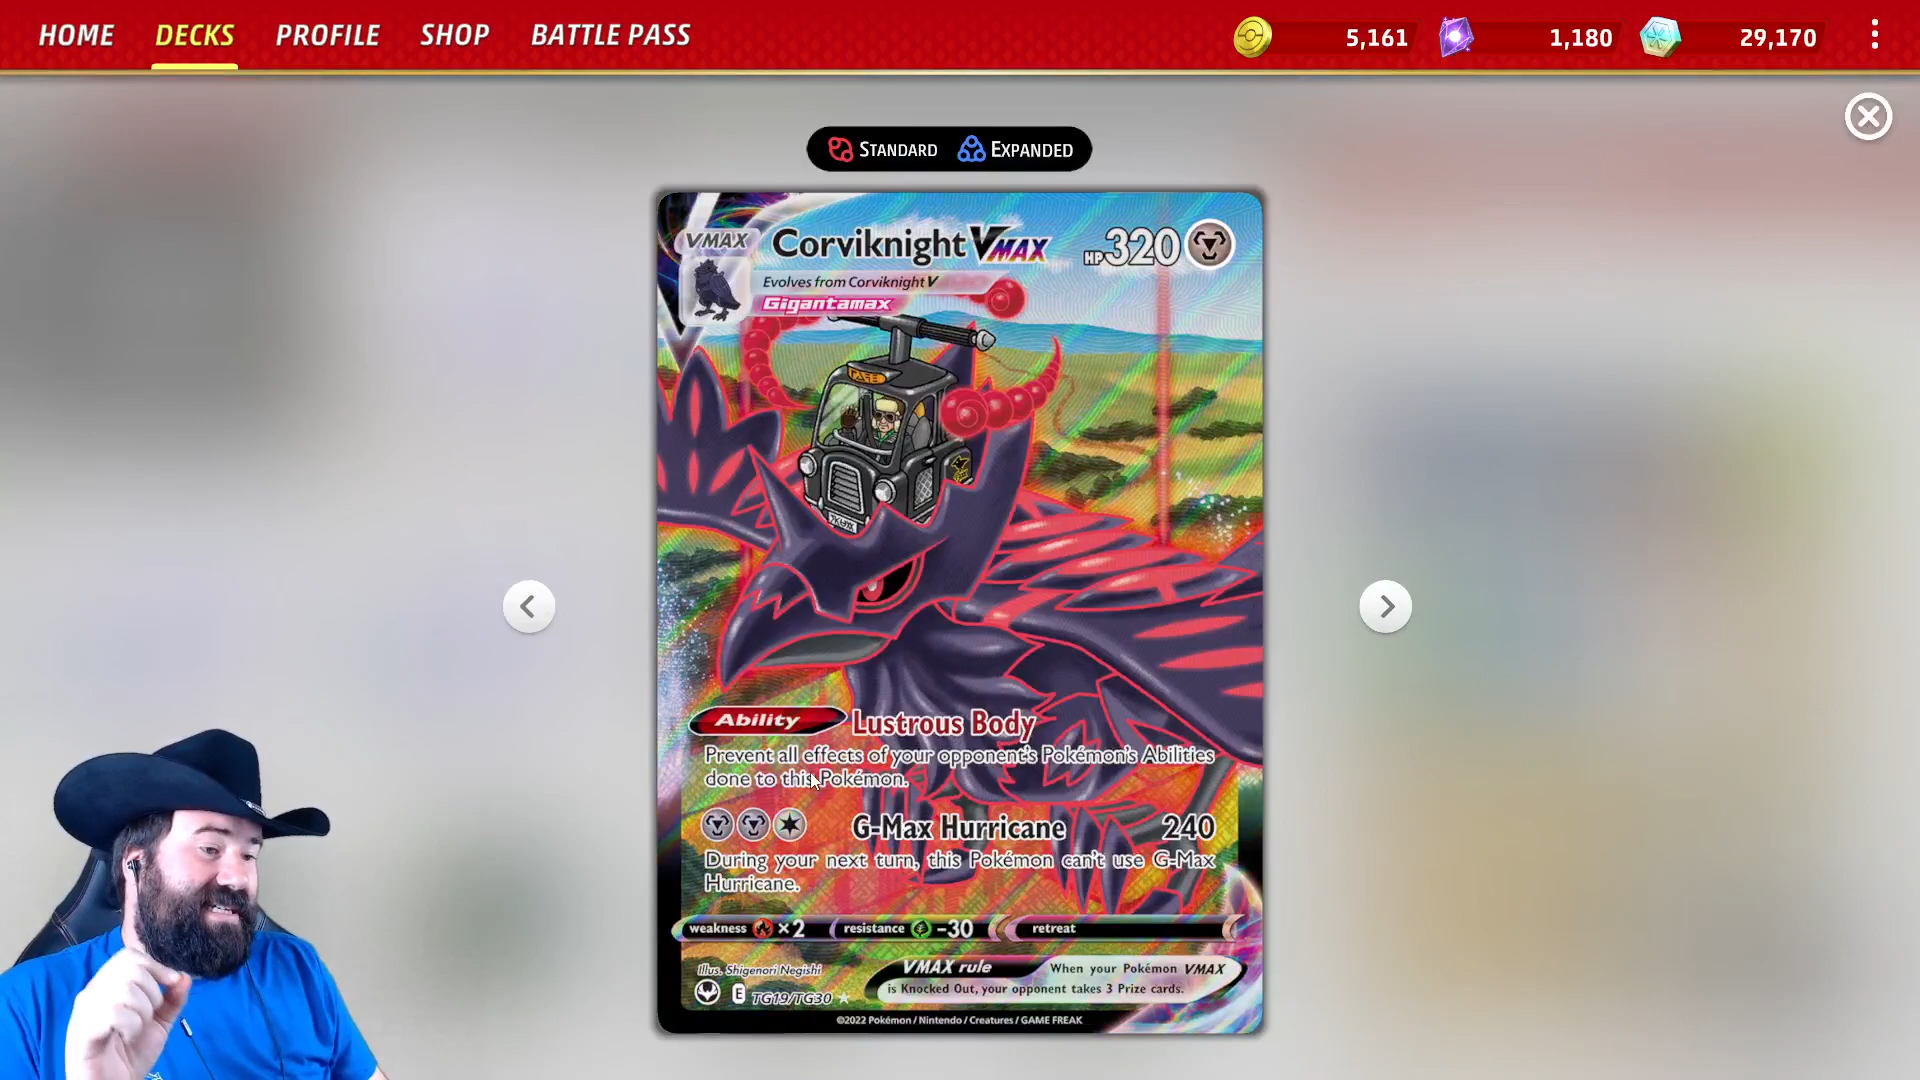 HOME DECKS PROFILE SHOP BATTLE PASS 5,161 1,180 29,170
STANDARD EXPANDED
VMAX Corviknight VMAX HP 320
Evolves from Corviknight V
Gigantamax
TAXI
Ability Lustrous Body
Prevent all effects of your opponent's Pokémon's Abilities
done to this Pokémon.
G-Max Hurricane 240
During your next turn, this Pokémon can't use G-Max
Hurricane.
weakness ×2 resistance -30 retreat
Illus. Shigenori Negishi
VMAX rule When your Pokémon VMAX
is Knocked Out, your opponent takes 3 Prize cards.
E TG19/TG30
©2022 Pokémon / Nintendo / Creatures / GAME FREAK